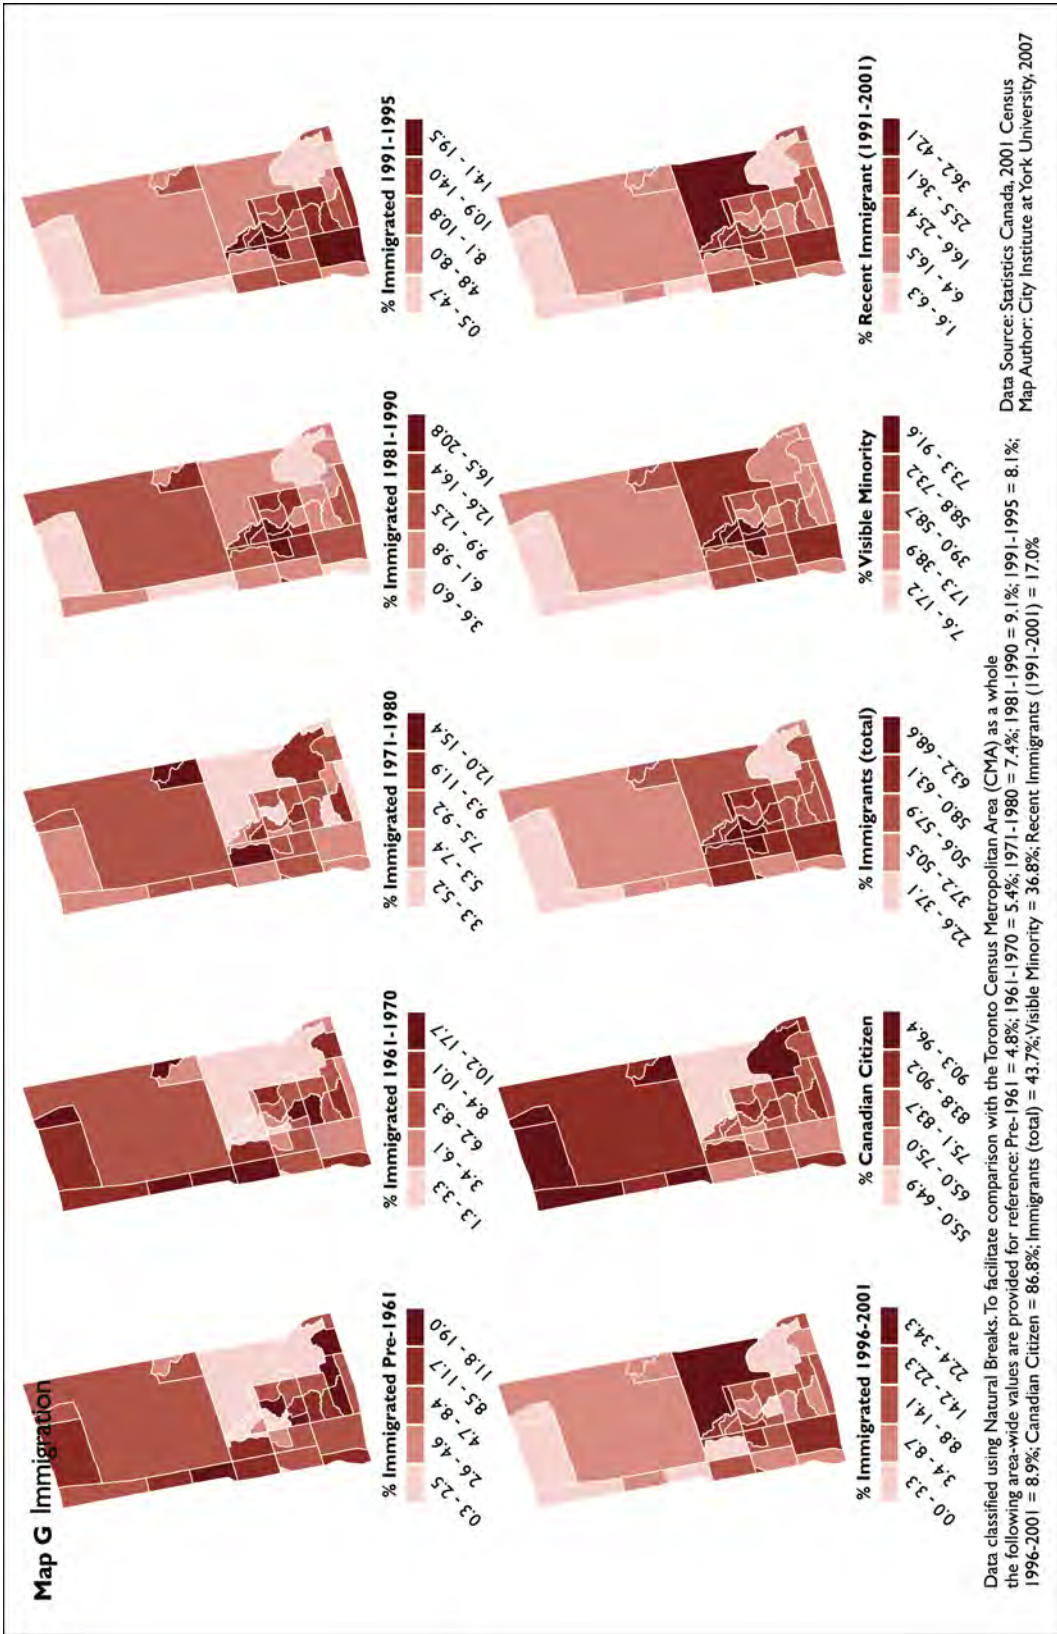 Map G Immigration
% Immigrated Pre-1961
0.3 - 2.5
2.6 - 4.6
4.7 - 8.4
8.5 - 11.7
11.8 - 19.0
% Immigrated 1961-1970
1.3 - 3.3
3.4 - 6.1
6.2 - 8.3
8.4 - 10.1
10.2 - 17.7
% Immigrated 1971-1980
3.3 - 5.2
5.3 - 7.4
7.5 - 9.2
9.3 - 11.9
12.0 - 15.4
% Immigrated 1981-1990
3.6 - 6.0
6.1 - 9.8
9.9 - 12.5
12.6 - 16.4
16.5 - 20.8
% Immigrated 1991-1995
0.5 - 4.7
4.8 - 8.0
8.1 - 10.8
10.9 - 14.0
14.1 - 19.5
% Immigrated 1996-2001
0.0 - 3.3
3.4 - 8.7
8.8 - 14.1
14.2 - 22.3
22.4 - 34.3
% Canadian Citizen
55.0 - 64.9
65.0 - 75.0
75.1 - 83.7
83.8 - 90.2
90.3 - 96.4
% Immigrants (total)
22.6 - 37.1
37.2 - 50.5
50.6 - 57.9
58.0 - 63.1
63.2 - 68.6
% Visible Minority
7.6 - 17.2
17.3 - 38.9
39.0 - 58.7
58.8 - 73.2
73.3 - 91.6
% Recent Immigrant (1991-2001)
1.6 - 6.3
6.4 - 16.5
16.6 - 25.4
25.5 - 36.1
36.2 - 42.1
Data classified using Natural Breaks. To facilitate comparison with the Toronto Census Metropolitan Area (CMA) as a whole
the following area-wide values are provided for reference: Pre-1961 = 4.8%; 1961-1970 = 5.4%; 1971-1980 = 7.4%; 1981-1990 = 9.1%; 1991-1995 = 8.1%;
1996-2001 = 8.9%; Canadian Citizen = 86.8%; Immigrants (total) = 43.7%; Visible Minority = 36.8%; Recent Immigrants (1991-2001) = 17.0%
Data Source: Statistics Canada, 2001 Census
Map Author: City Institute at York University, 2007